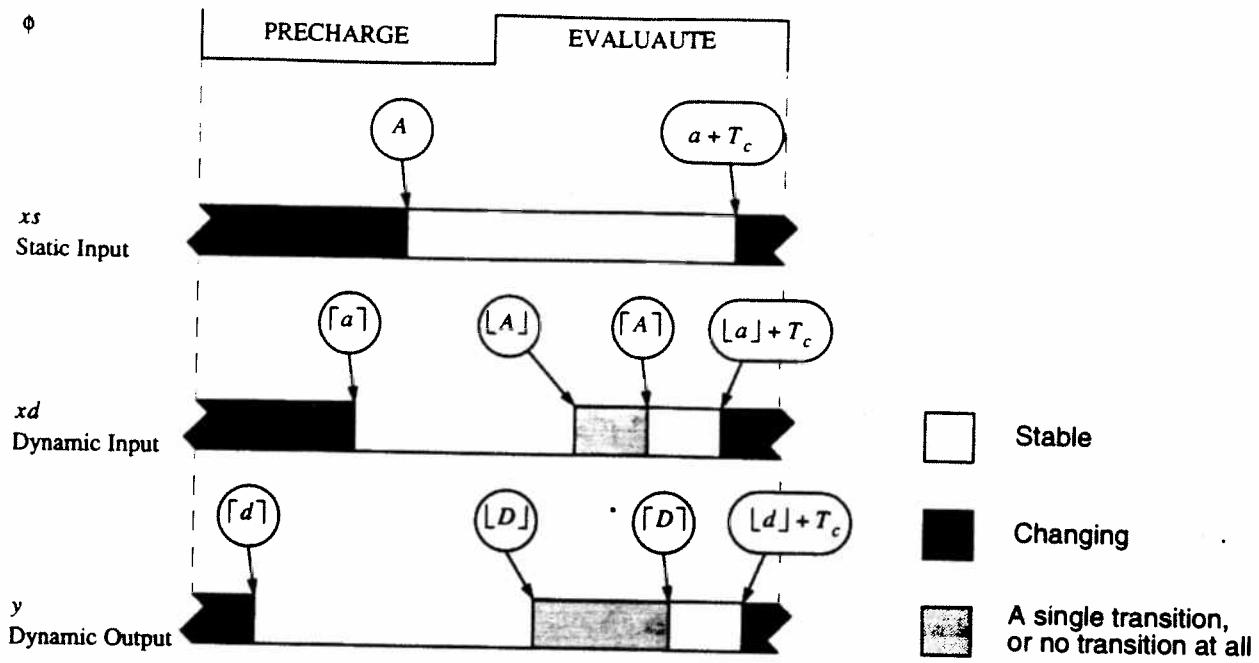 ϕ
PRECHARGE
EVALUAUTE
A
a + T_c
xs
Static Input
⌈a⌉
⌊A⌋
⌈A⌉
⌊a⌋ + T_c
xd
Dynamic Input
⌈d⌉
⌊D⌋
⌈D⌉
⌊d⌋ + T_c
y
Dynamic Output
Stable
Changing
A single transition,
or no transition at all